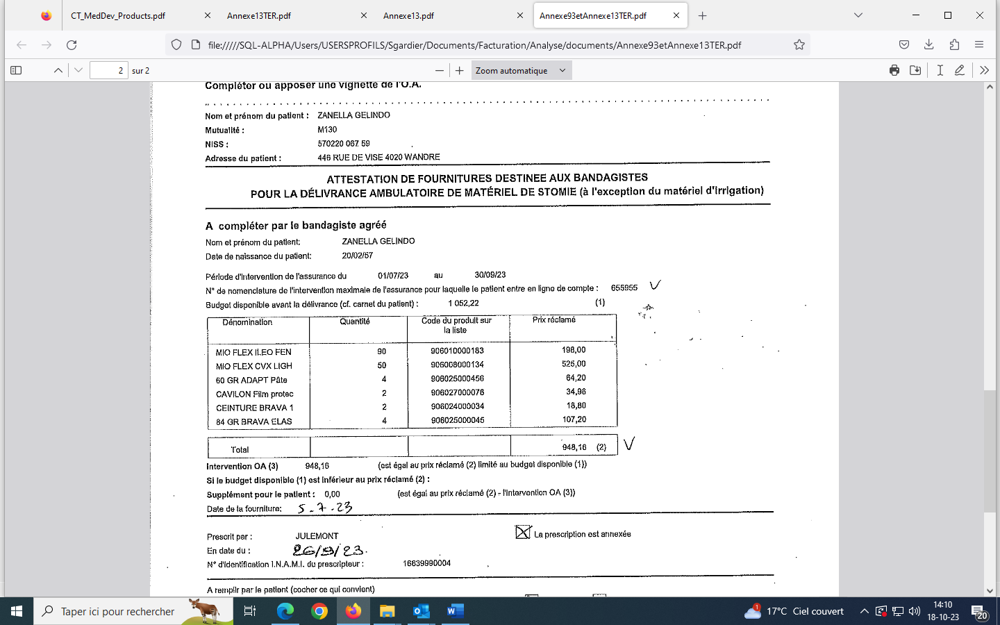 CT_MedDev_Products.pdf
Annexe13TER.pdf
Annexe13.pdf
Annexe93etAnnexe13TER.pdf
file://///SQL-ALPHA/Users/USERSPROFILS/Sgardier/Documents/Facturation/Analyse/documents/Annexe93etAnnexe13TER.pdf
2 sur 2
Zoom automatique
Compléter ou apposer une vignette de l'O.A.
Nom et prénom du patient : ZANELLA GELINDO
Mutualité : M130
NISS : 570220 067 59
Adresse du patient : 446 RUE DE VISE 4020 WANDRE
ATTESTATION DE FOURNITURES DESTINEE AUX BANDAGISTES
POUR LA DÉLIVRANCE AMBULATOIRE DE MATÉRIEL DE STOMIE (à l'exception du matériel d'irrigation)
A compléter par le bandagiste agréé
Nom et prénom du patient: ZANELLA GELINDO
Date de naissance du patient: 20/02/57
Période d'intervention de l'assurance du 01/07/23 au 30/09/23
N° de nomenclature de l'intervention maximale de l'assurance pour laquelle le patient entre en ligne de compte : 655955
Budget disponible avant la délivrance (cf. carnet du patient) : 1 052,22 (1)
Dénomination Quantité Code du produit sur la liste Prix réclamé
MIO FLEX ILEO FEN 90 906010000183 198,00
MIO FLEX CVX LIGH 50 906008000134 525,00
60 GR ADAPT Pâte 4 906025000456 64,20
CAVILON Film protec 2 906027000076 34,96
CEINTURE BRAVA 1 2 906024000034 18,80
84 GR BRAVA ELAS 4 906025000045 107,20
Total 948,16 (2)
Intervention OA (3) 948,16 (est égal au prix réclamé (2) limité au budget disponible (1))
Si le budget disponible (1) est inférieur au prix réclamé (2) :
Supplément pour le patient : 0,00 (est égal au prix réclamé (2) - l'intervention OA (3))
Date de la fourniture: 5-7-23
Prescrit par : JULEMONT
La prescription est annexée
En date du : 26/9/23.
N° d'identification I.N.A.M.I. du prescripteur : 16839990004
A remplir par le patient (cocher ce qui convient)
Taper ici pour rechercher
1
17°C Ciel couvert
14:10
18-10-23
20